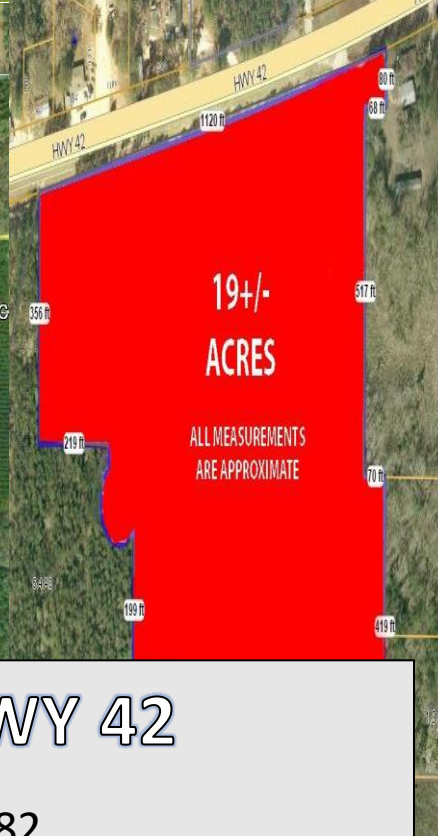 HWY 42
HWY 42
1120 ft
80 ft
68 ft
356 ft
517 ft
19+/-
ACRES
219 ft
ALL MEASUREMENTS
ARE APPROXIMATE
70 ft
199 ft
419 ft
WY 42
82